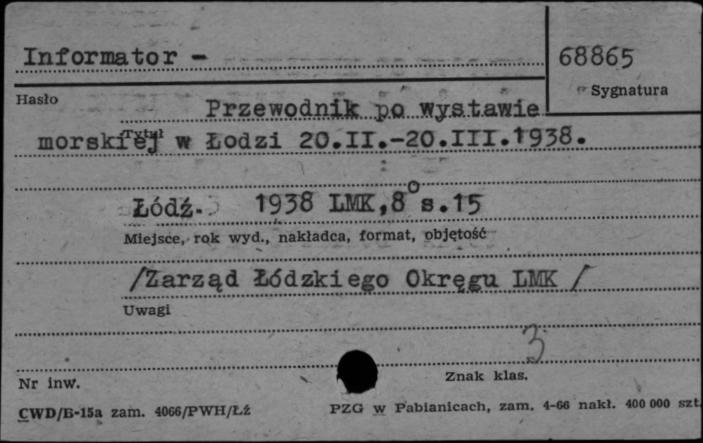 Informator - 68865
Sygnatura
Hasło
Przewodnik po wystawie
Tytuł
morskiej w Łodzi 20.II.-20.III.1938.
Łódź. 1938 LMK, 8° s.15
Miejsce, rok wyd., nakładca, format, objętość
/Zarząd Łódzkiego Okręgu LMK /
Uwagi
3
Nr inw. Znak klas.
CWD/B-15a zam. 4066/PWH/Łź PZG w Pabianicach, zam. 4-66 nakł. 400 000 szt.